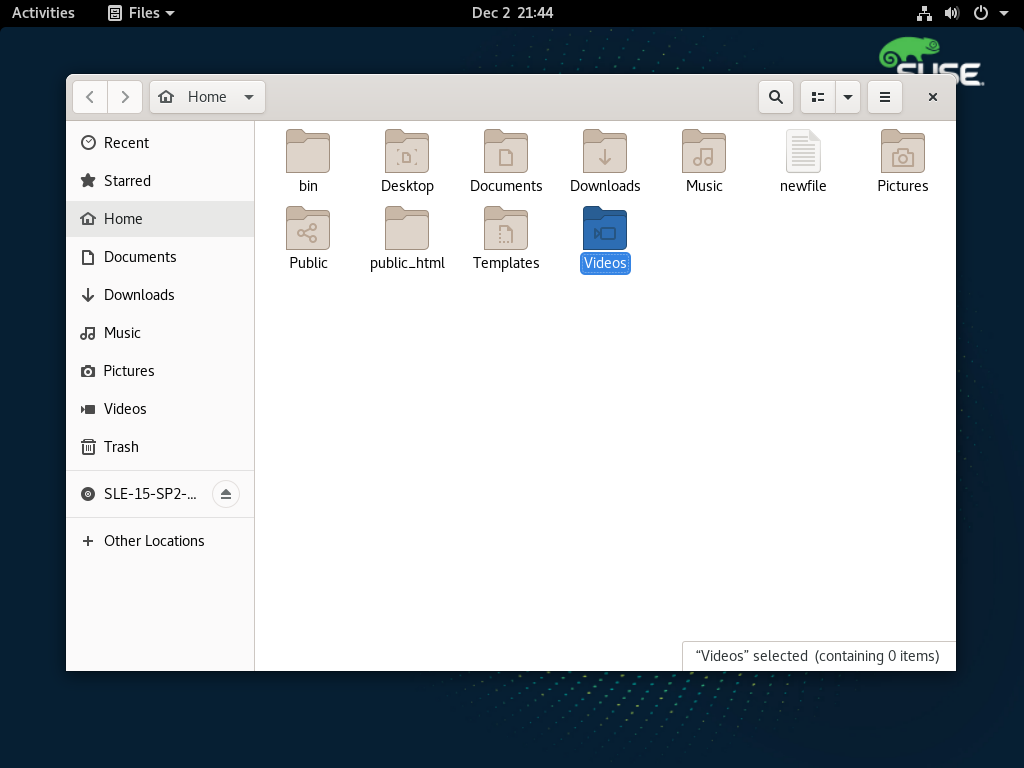 Activities Files Dec 2 21:44
SUSE
Home
Recent
Starred
Home
Documents
Downloads
Music
Pictures
Videos
Trash
SLE-15-SP2-...
Other Locations
bin Desktop Documents Downloads Music newfile Pictures
Public public_html Templates Videos
“Videos” selected (containing 0 items)